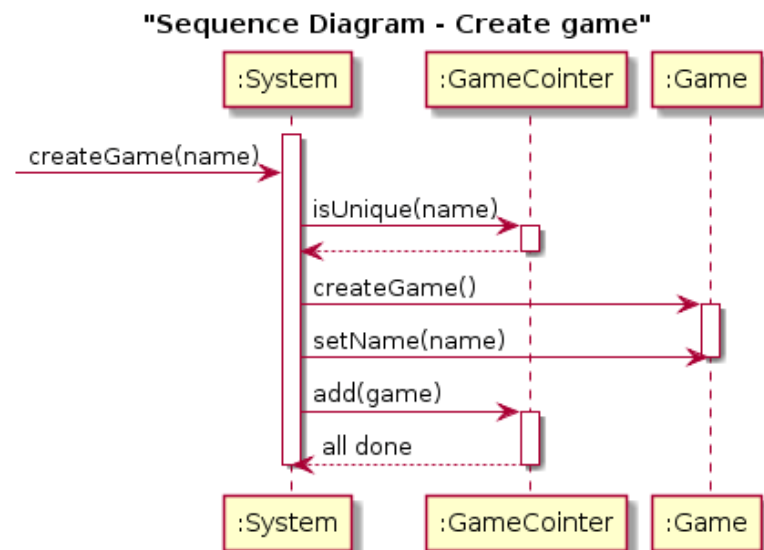 "Sequence Diagram - Create game"
:System :GameCointer :Game
createGame(name)
isUnique(name)
createGame()
setName(name)
add(game)
all done
:System :GameCointer :Game